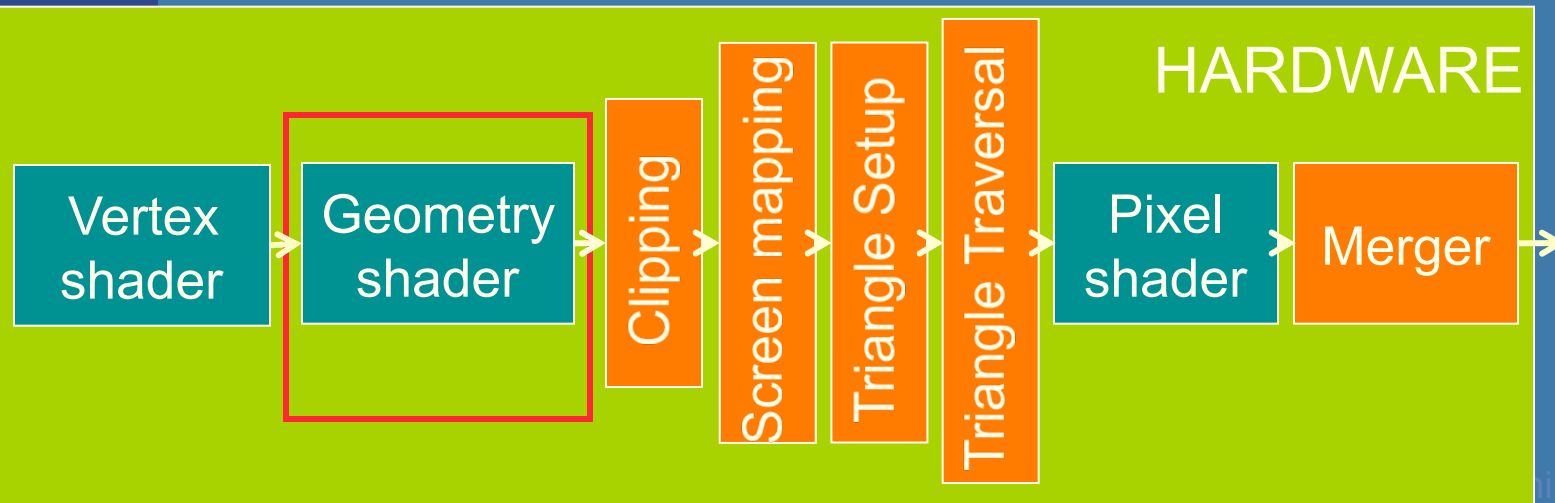 HARDWARE
Vertex
shader
Geometry
shader
Clipping
Screen mapping
Triangle Setup
Triangle Traversal
Pixel
shader
Merger